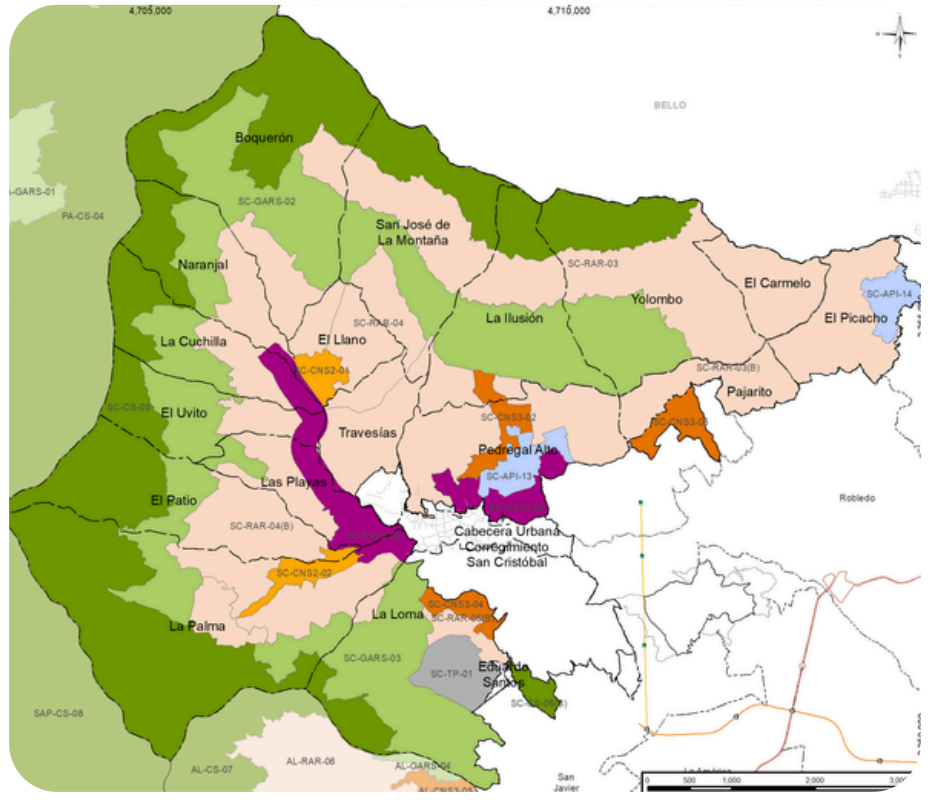 4,705,000
4,710,000
BELLO
Boquerón
A-GARS-01
SC-GARS-02
PA-CS-04
San José de
La Montaña
Naranjal
SC-RAR-03
El Carmelo
Yolombo
SC-API-14
La Ilusión
El Picacho
SC-RAR-04
El Llano
La Cuchilla
SC-CNS2-01
SC-RAR-03(B)
Pajarito
SC-CS-05
El Uvito
SC-CNS3-02
Travesías
Pedregal Alto
SC-API-13
Las Playas
El Patio
Robledo
SC-RAR-04(B)
Cabecera Urbana
Corregimiento
San Cristóbal
SC-CNS2-02
SC-CNS3-04
La Loma
SC-RAR-05(B)
La Palma
SC-GARS-03
Eduardo
Santos
SC-TP-01
SAP-CS-08
AL-RAR-06
AL-GARS-04
AL-CS-07
AL-CNS3-05
San
Javier
0
500
1,000
2,000